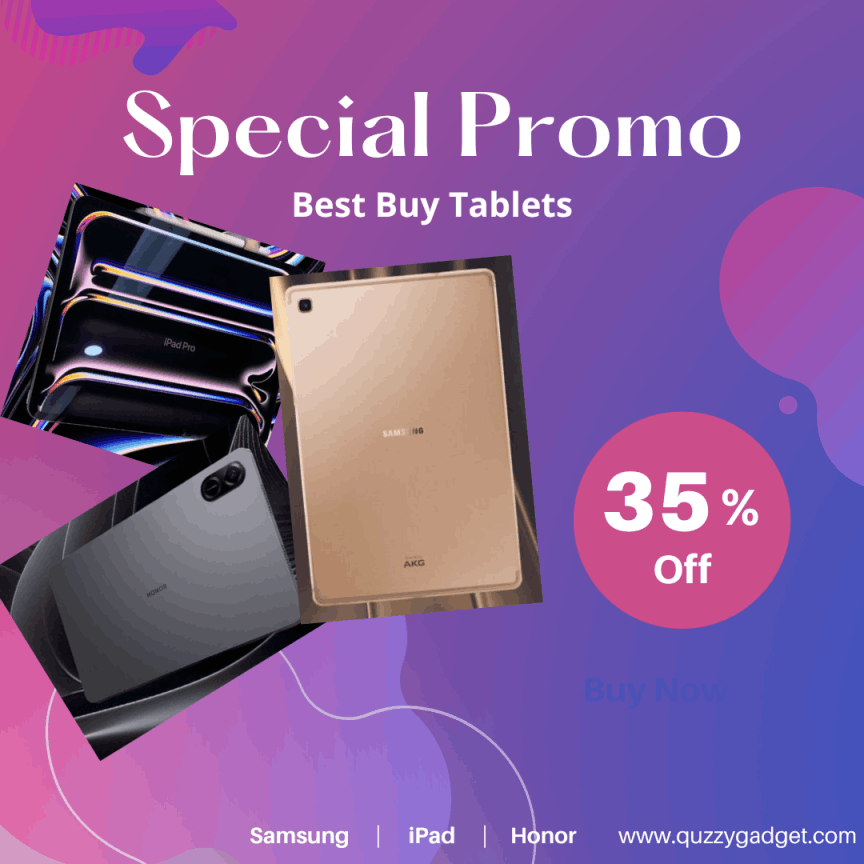 Special Promo
Best Buy Tablets
iPad Pro
SAMSUNG
35%
Off
AKG
HONOR
Buy Now
Samsung | iPad | Honor www.quzzygadget.com